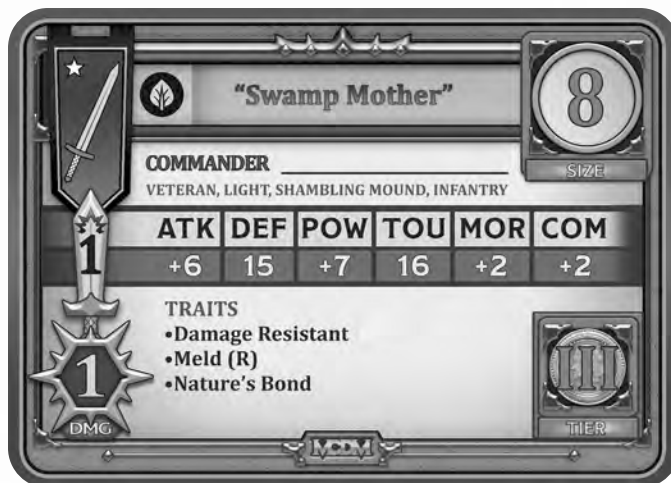 "Swamp Mother"
8
SIZE
COMMANDER
VETERAN, LIGHT, SHAMBLING MOUND, INFANTRY
ATK DEF POW TOU MOR COM
1
+6 15 +7 16 +2 +2
TRAITS
•Damage Resistant
•Meld (R)
•Nature's Bond
1
DMG
III
TIER
MCDM